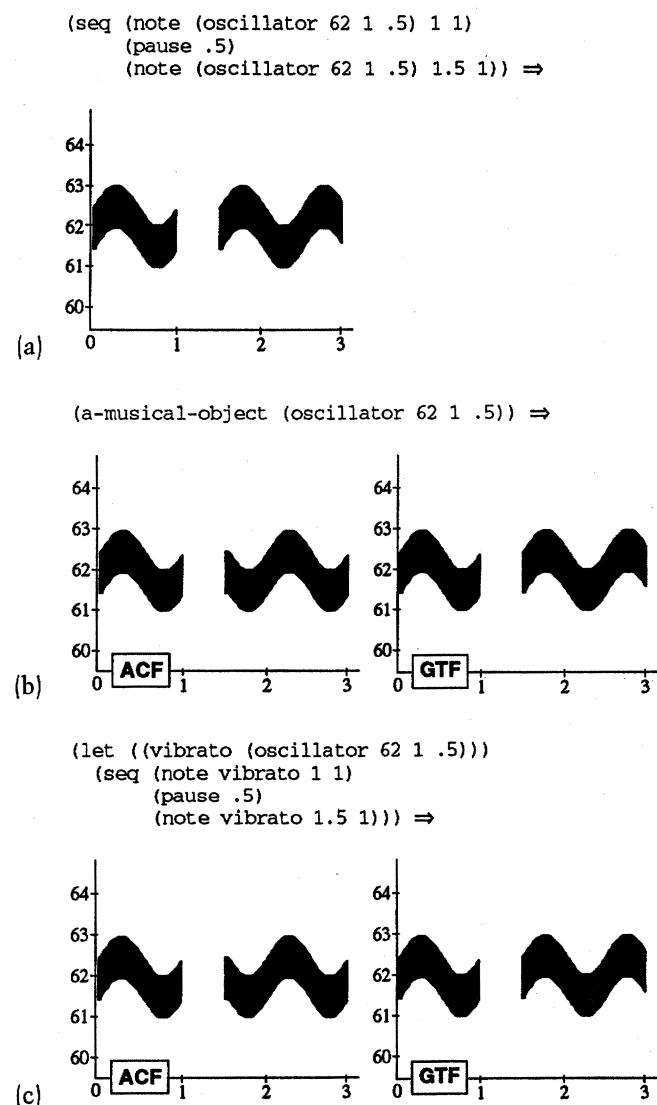 (seq (note (oscillator 62 1 .5) 1 1)
(pause .5)
(note (oscillator 62 1 .5) 1.5 1)) ⇒
64
63
62
61
60
(a)
0 1 2 3
(a-musical-object (oscillator 62 1 .5)) ⇒
64 64
63 63
62 62
61 61
60 60
ACF GTF
(b)
0 1 2 3 0 1 2 3
(let ((vibrato (oscillator 62 1 .5)))
(seq (note vibrato 1 1)
(pause .5)
(note vibrato 1.5 1))) ⇒
64 64
63 63
62 62
61 61
60 60
ACF GTF
(c)
0 1 2 3 0 1 2 3